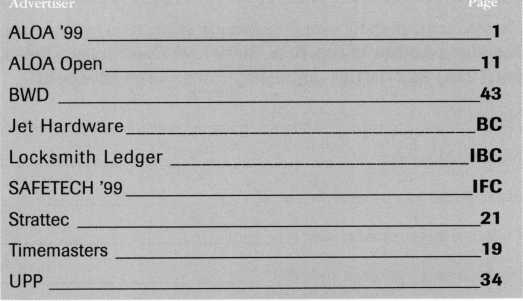 Advertiser Page
ALOA '99 1
ALOA Open 11
BWD 43
Jet Hardware BC
Locksmith Ledger IBC
SAFETECH '99 IFC
Strattec 21
Timemasters 19
UPP 34